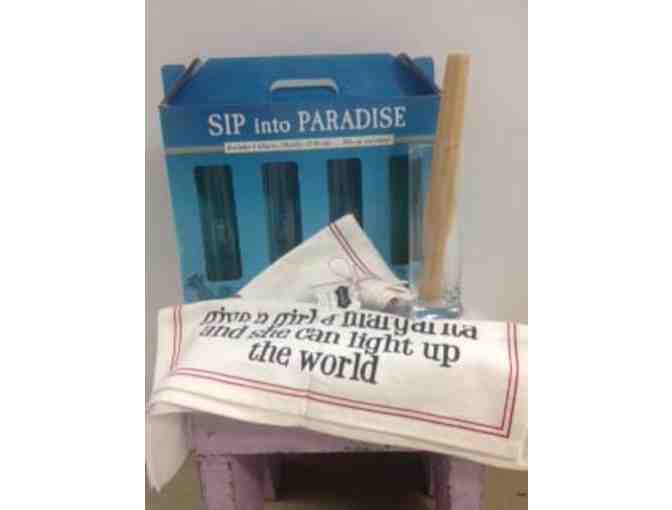 SIP into PARADISE
give a girl a margarita
and she can light up
the world